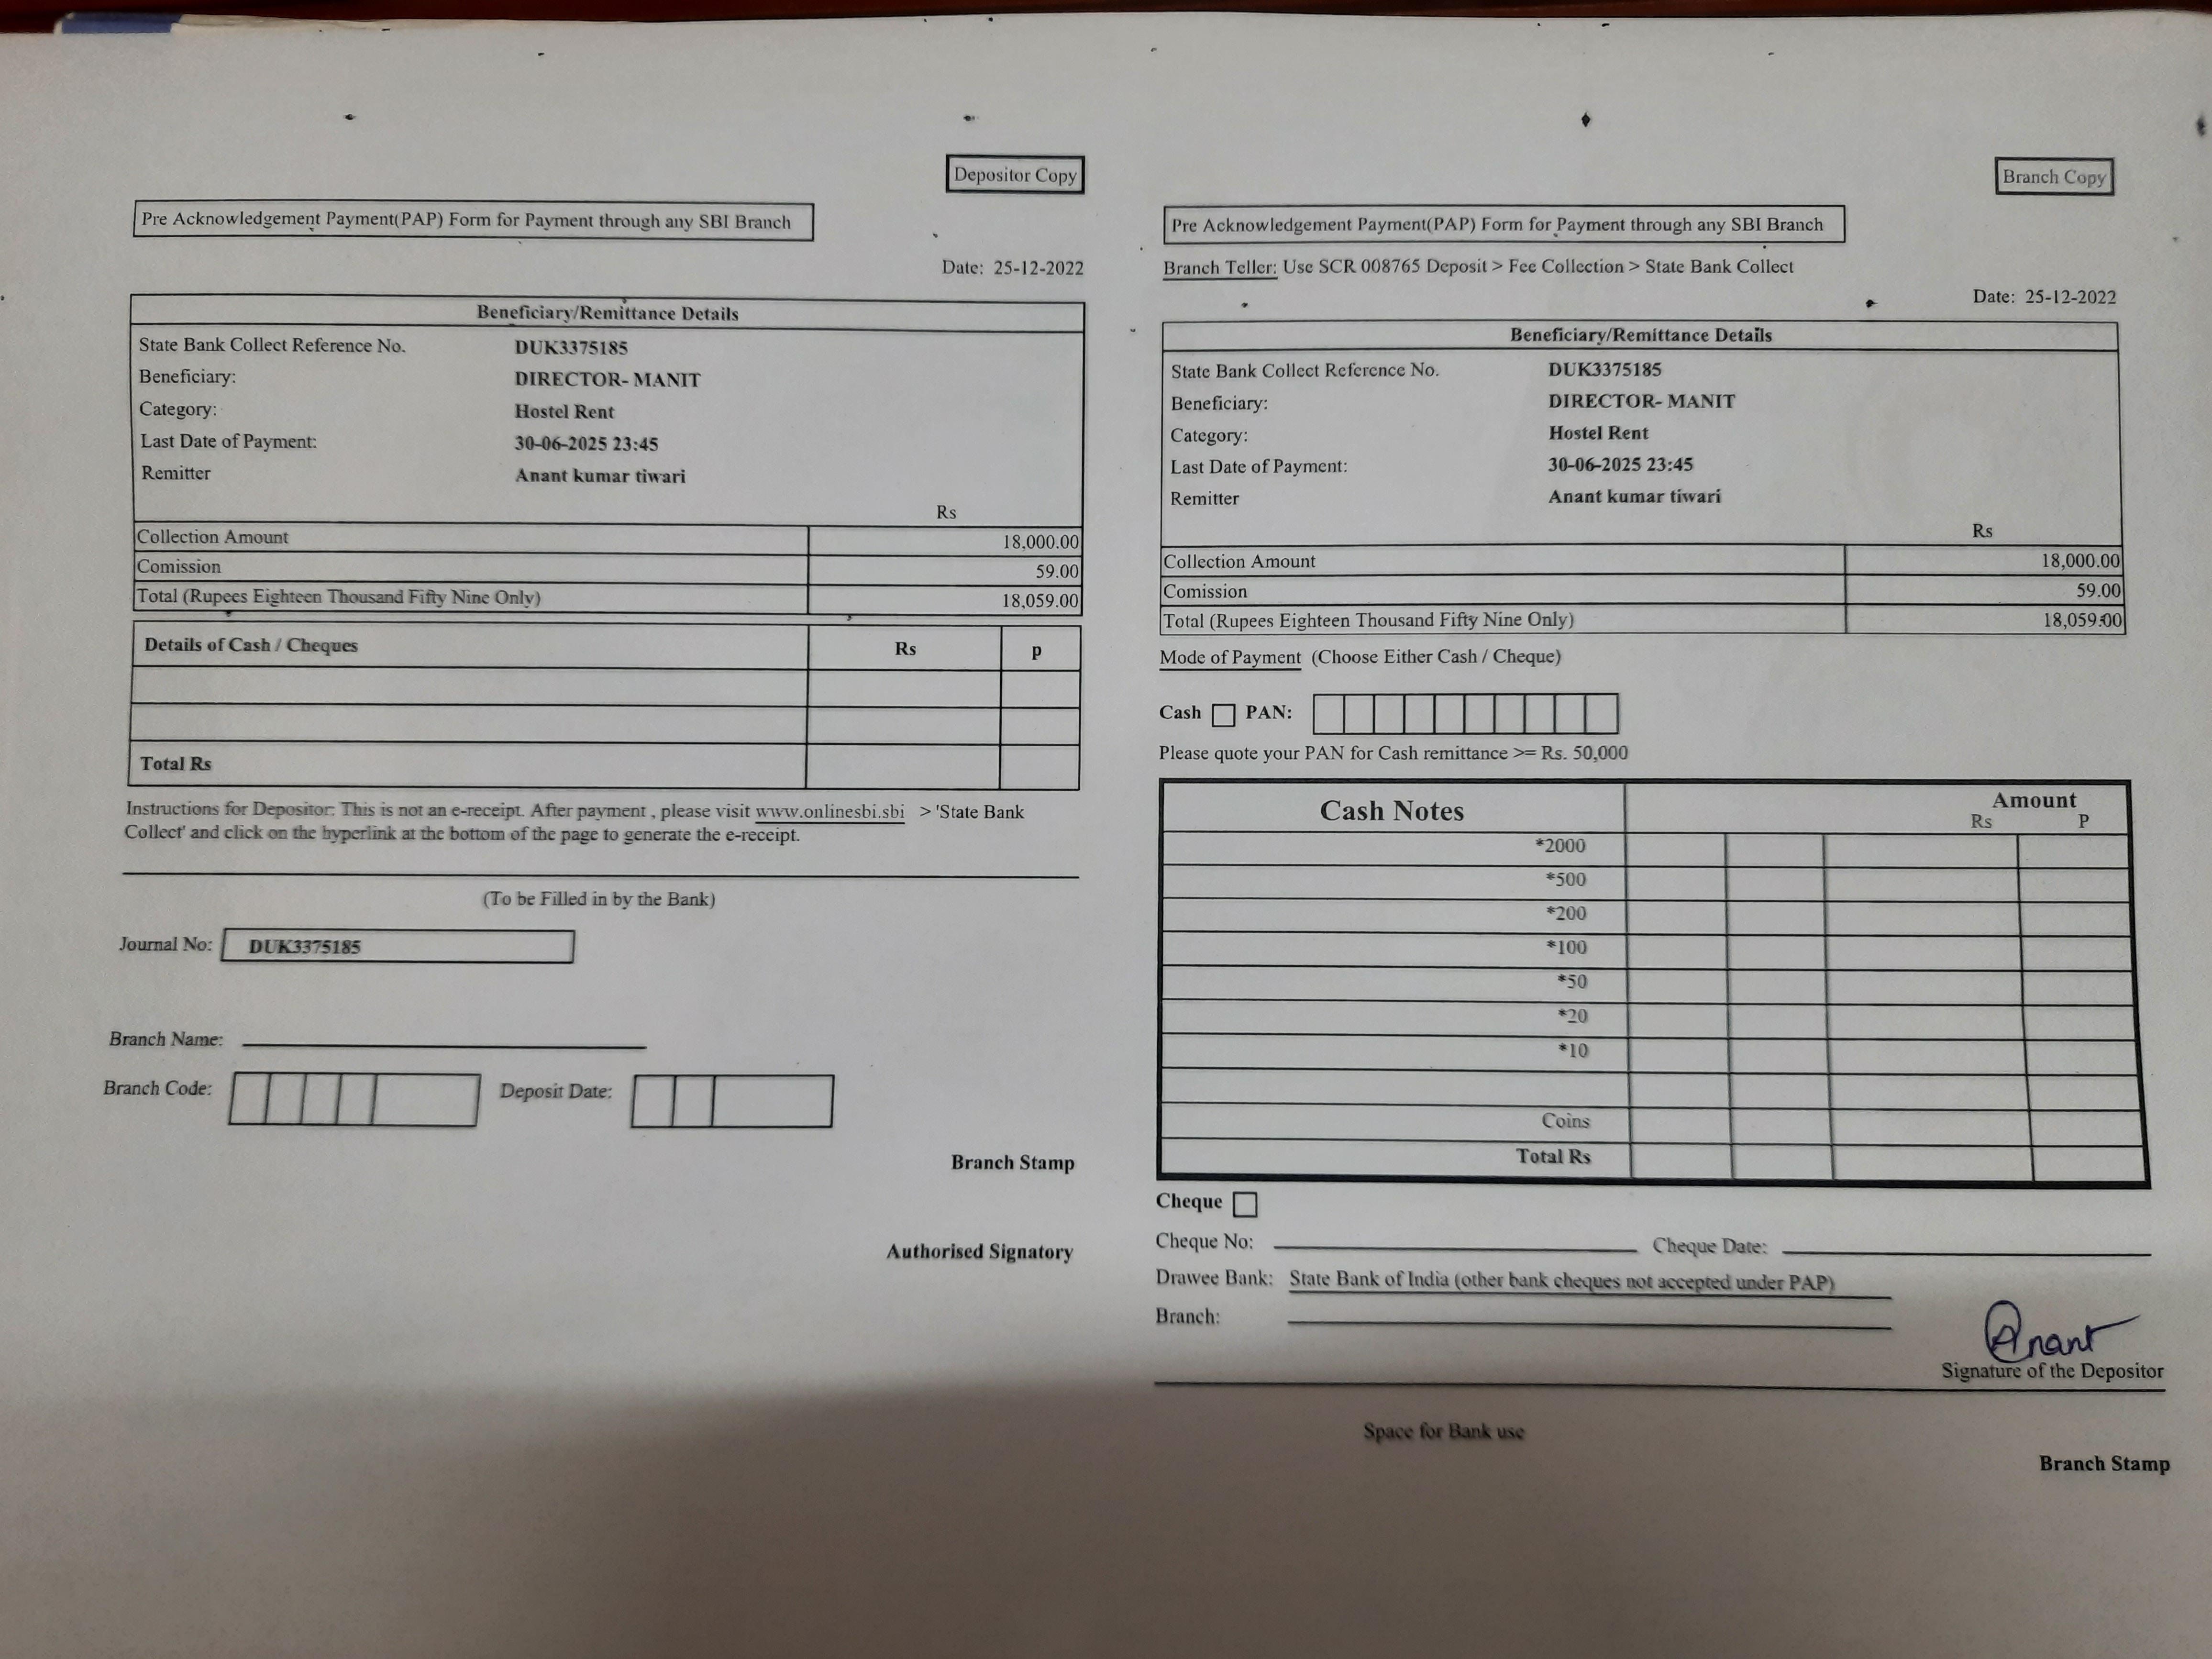 Depositor Copy
Pre Acknowledgement Payment(PAP) Form for Payment through any SBI Branch
Date: 25-12-2022
Beneficiary/Remittance Details
State Bank Collect Reference No. DUK3375185
Beneficiary: DIRECTOR- MANIT
Category: Hostel Rent
Last Date of Payment: 30-06-2025 23:45
Remitter Anant kumar tiwari
Rs
Collection Amount 18,000.00
Comission 59.00
Total (Rupees Eighteen Thousand Fifty Nine Only) 18,059.00
Details of Cash / Cheques Rs p
Total Rs
Instructions for Depositor: This is not an e-receipt. After payment , please visit www.onlinesbi.sbi > 'State Bank
Collect' and click on the hyperlink at the bottom of the page to generate the e-receipt.
(To be Filled in by the Bank)
Journal No: DUK3375185
Branch Name:
Branch Code: Deposit Date:
Branch Stamp
Authorised Signatory
Branch Copy
Pre Acknowledgement Payment(PAP) Form for Payment through any SBI Branch
Branch Teller: Use SCR 008765 Deposit > Fee Collection > State Bank Collect
Date: 25-12-2022
Beneficiary/Remittance Details
State Bank Collect Reference No. DUK3375185
Beneficiary: DIRECTOR- MANIT
Category: Hostel Rent
Last Date of Payment: 30-06-2025 23:45
Remitter Anant kumar tiwari
Rs
Collection Amount 18,000.00
Comission 59.00
Total (Rupees Eighteen Thousand Fifty Nine Only) 18,059.00
Mode of Payment (Choose Either Cash / Cheque)
Cash PAN:
Please quote your PAN for Cash remittance >= Rs. 50,000
Cash Notes Amount
Rs P
*2000
*500
*200
*100
*50
*20
*10
Coins
Total Rs
Cheque
Cheque No: Cheque Date:
Drawee Bank: State Bank of India (other bank cheques not accepted under PAP)
Branch:
Anant
Signature of the Depositor
Space for Bank use
Branch Stamp